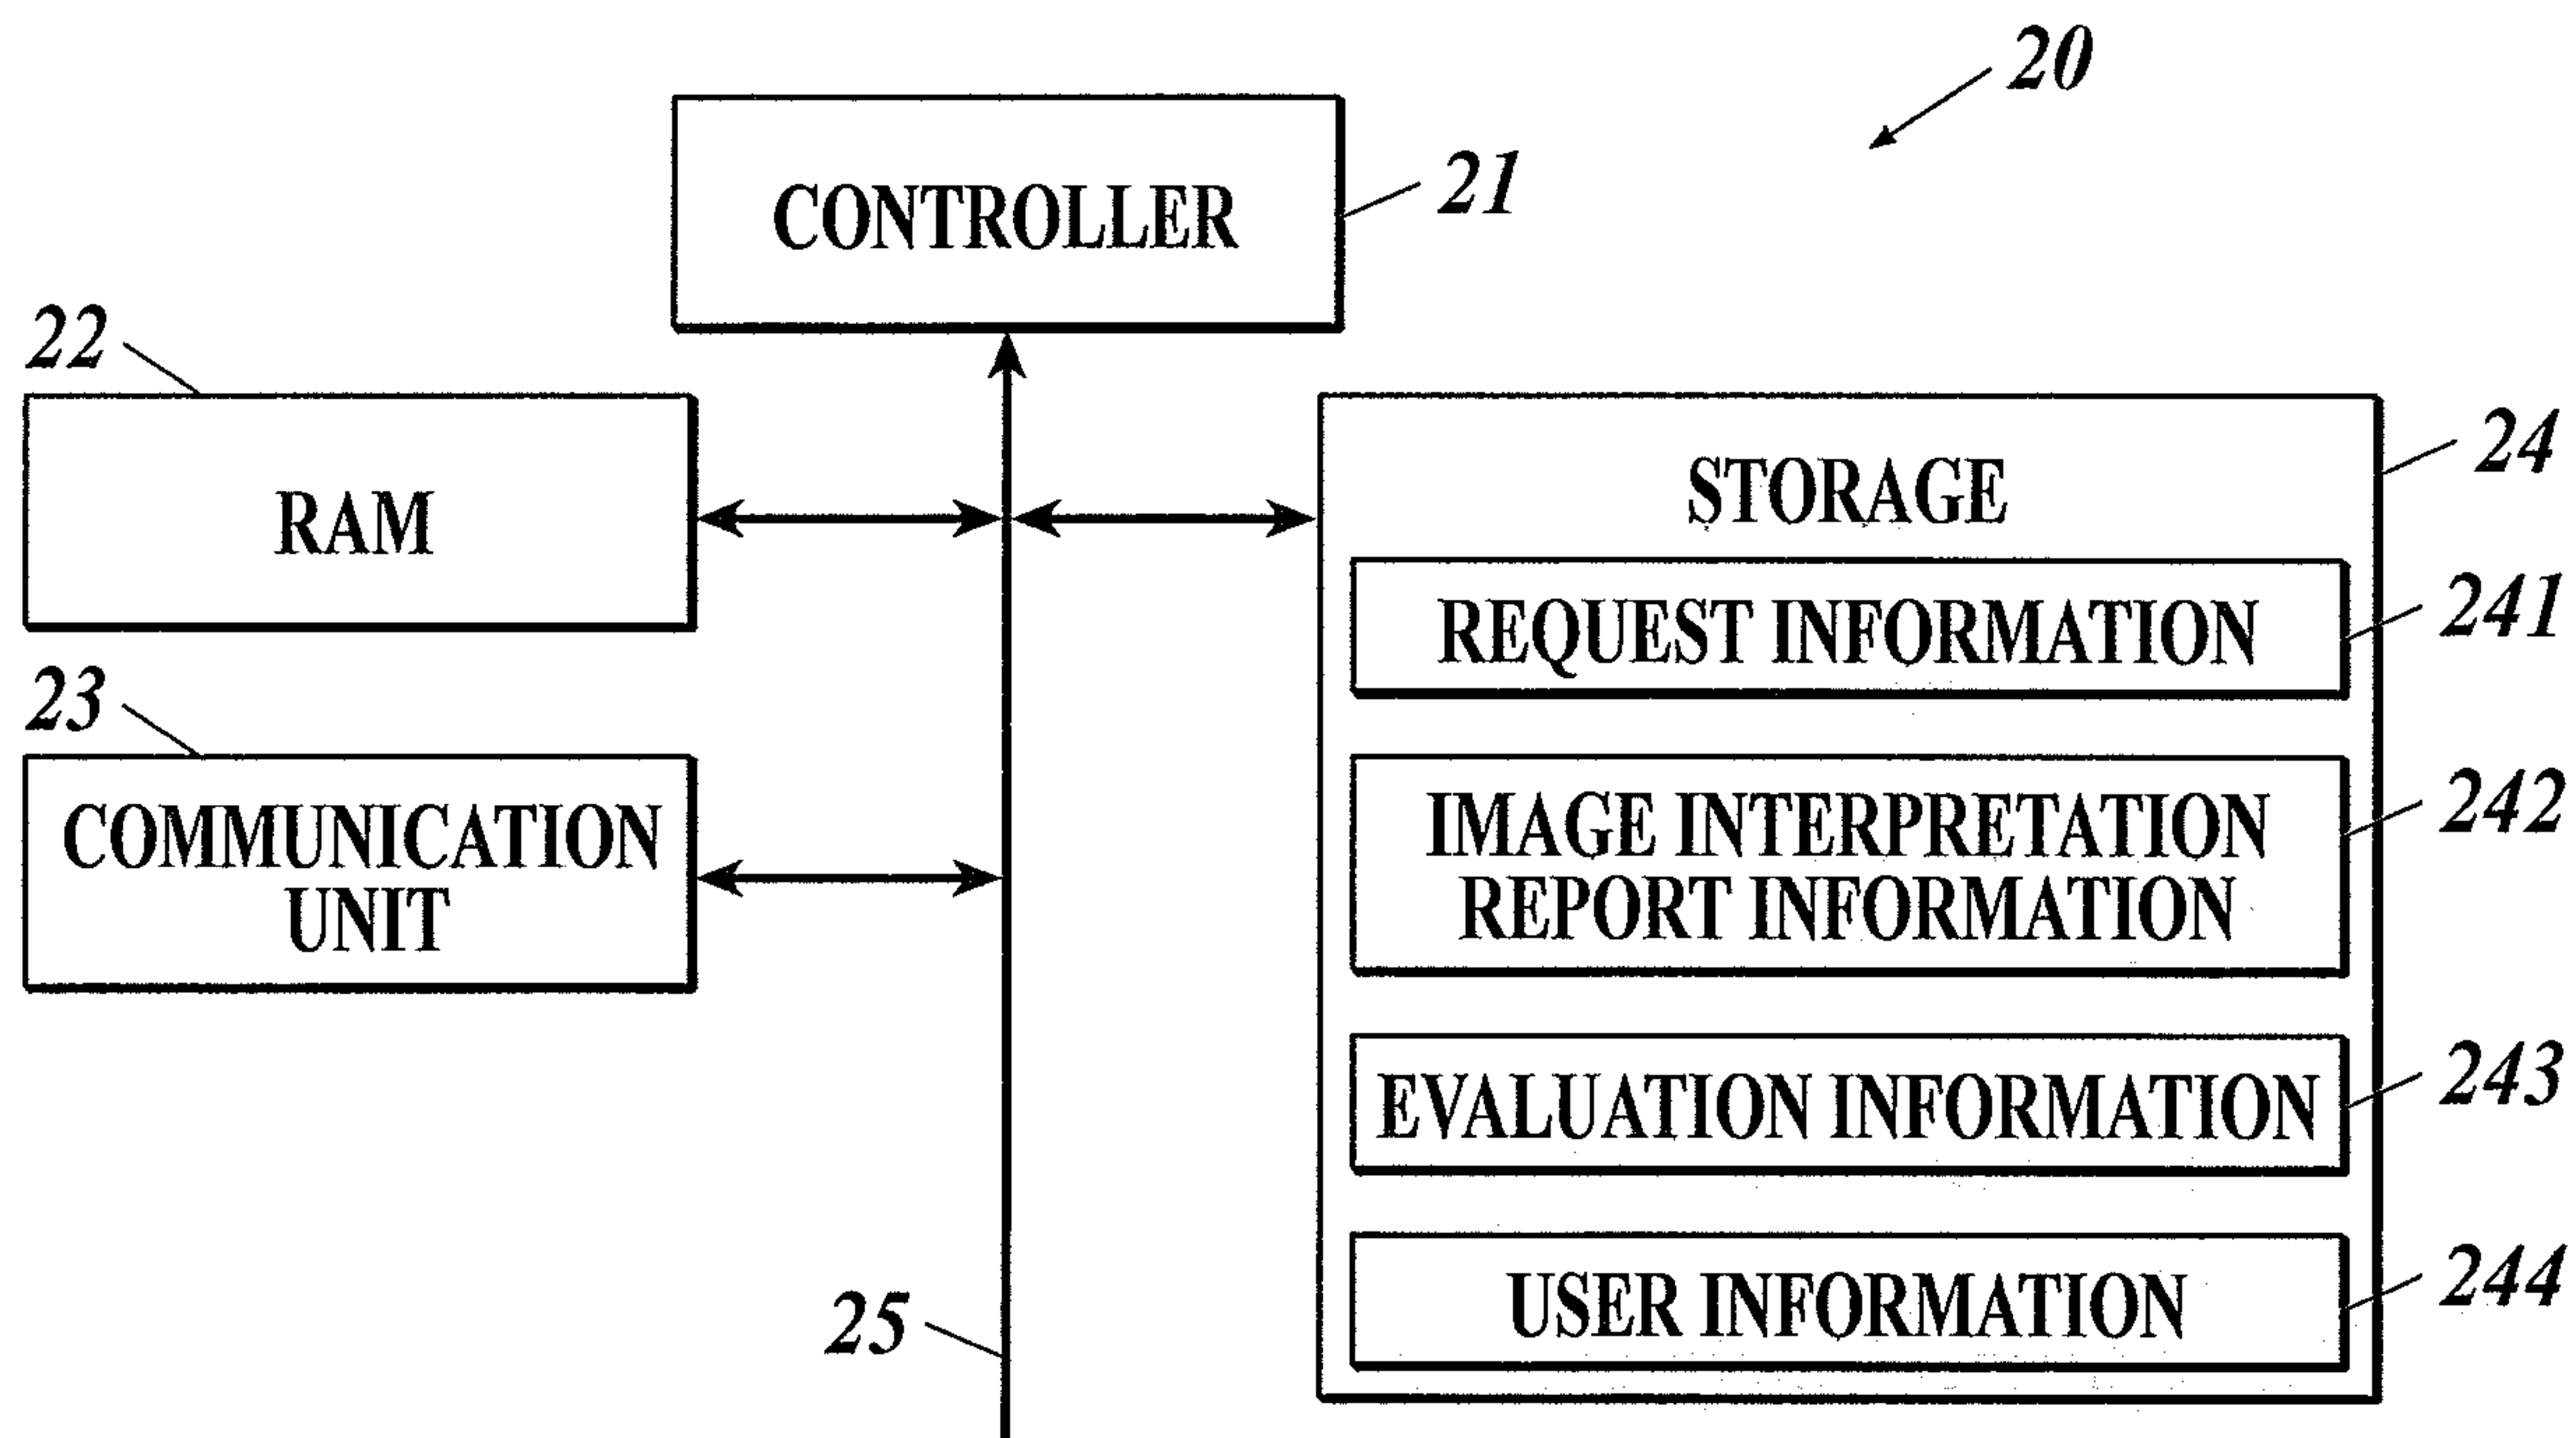 20
CONTROLLER
21
22
RAM
23
COMMUNICATION
UNIT
24
STORAGE
REQUEST INFORMATION
241
IMAGE INTERPRETATION
REPORT INFORMATION
242
EVALUATION INFORMATION
243
USER INFORMATION
244
25